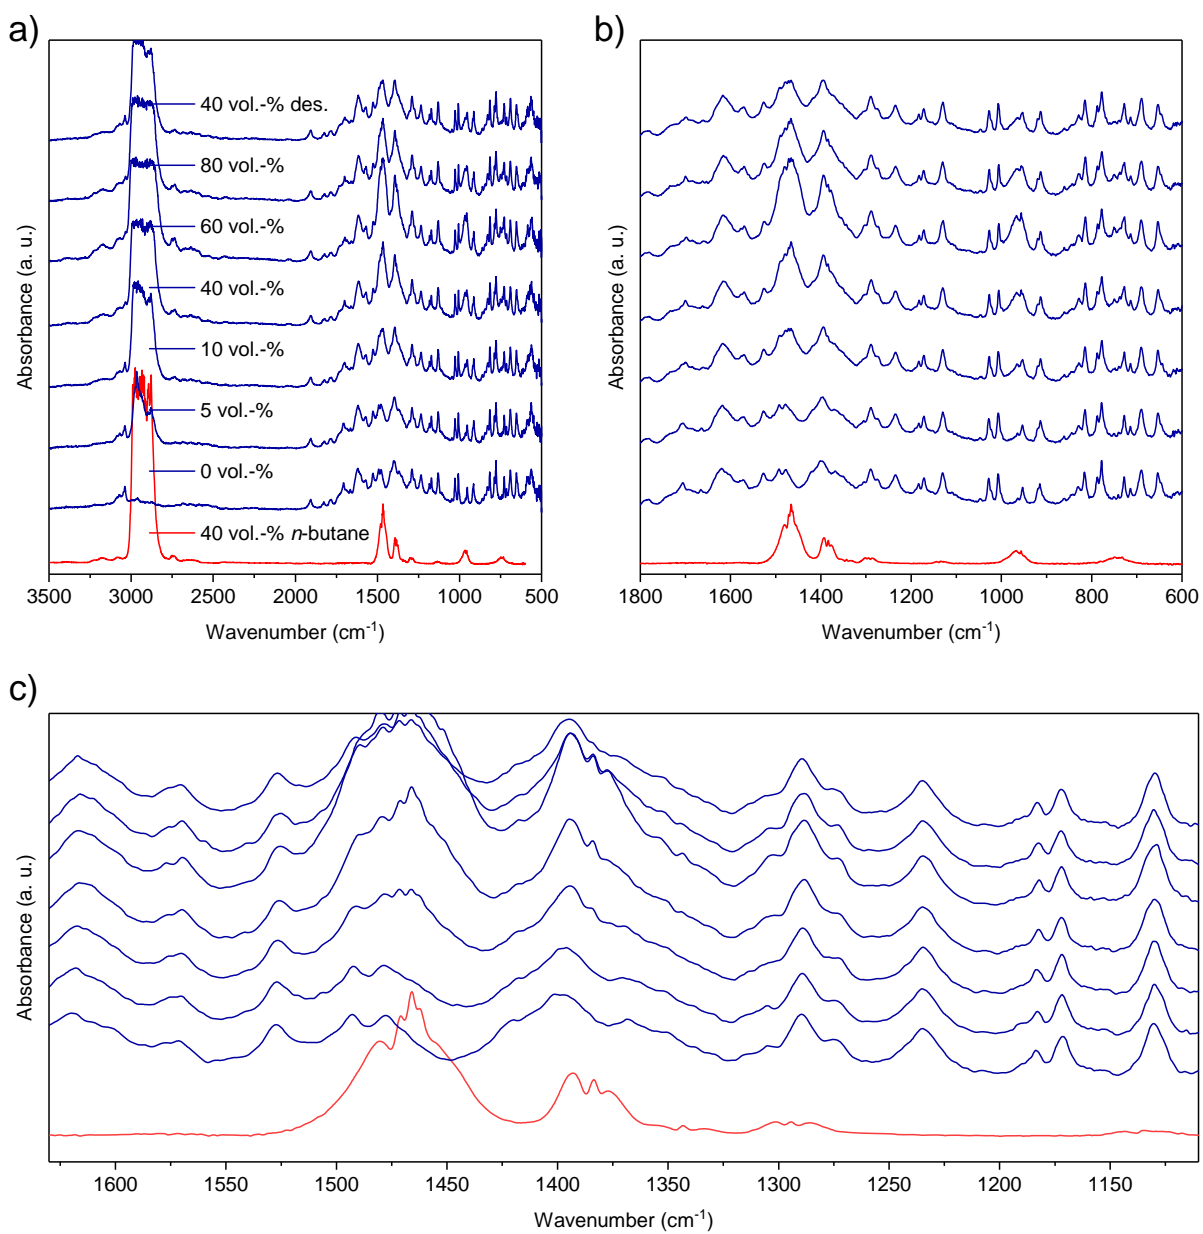 a)
Absorbance (a. u.)
40 vol.-% des.
80 vol.-%
60 vol.-%
40 vol.-%
10 vol.-%
5 vol.-%
0 vol.-%
40 vol.-% n-butane
3500 3000 2500 2000 1500 1000 500
Wavenumber (cm⁻¹)
b)
Absorbance (a. u.)
1800 1600 1400 1200 1000 800 600
Wavenumber (cm⁻¹)
c)
Absorbance (a. u.)
1600 1550 1500 1450 1400 1350 1300 1250 1200 1150
Wavenumber (cm⁻¹)